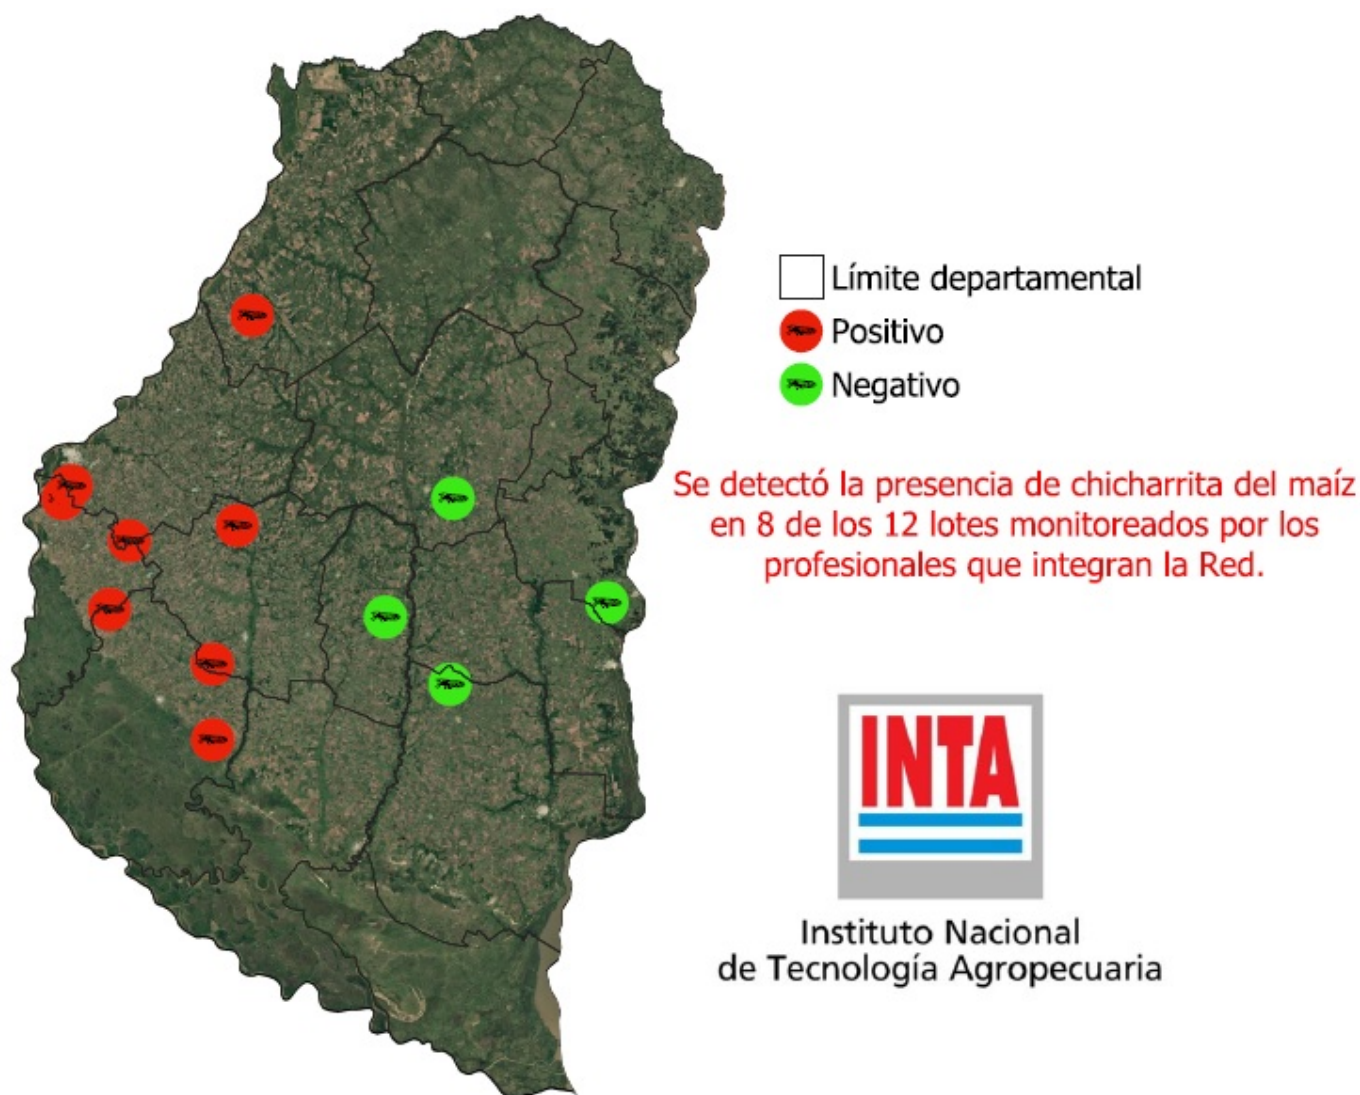 Límite departamental
Positivo
Negativo
Se detectó la presencia de chicharrita del maíz
en 8 de los 12 lotes monitoreados por los
profesionales que integran la Red.
INTA
Instituto Nacional
de Tecnología Agropecuaria